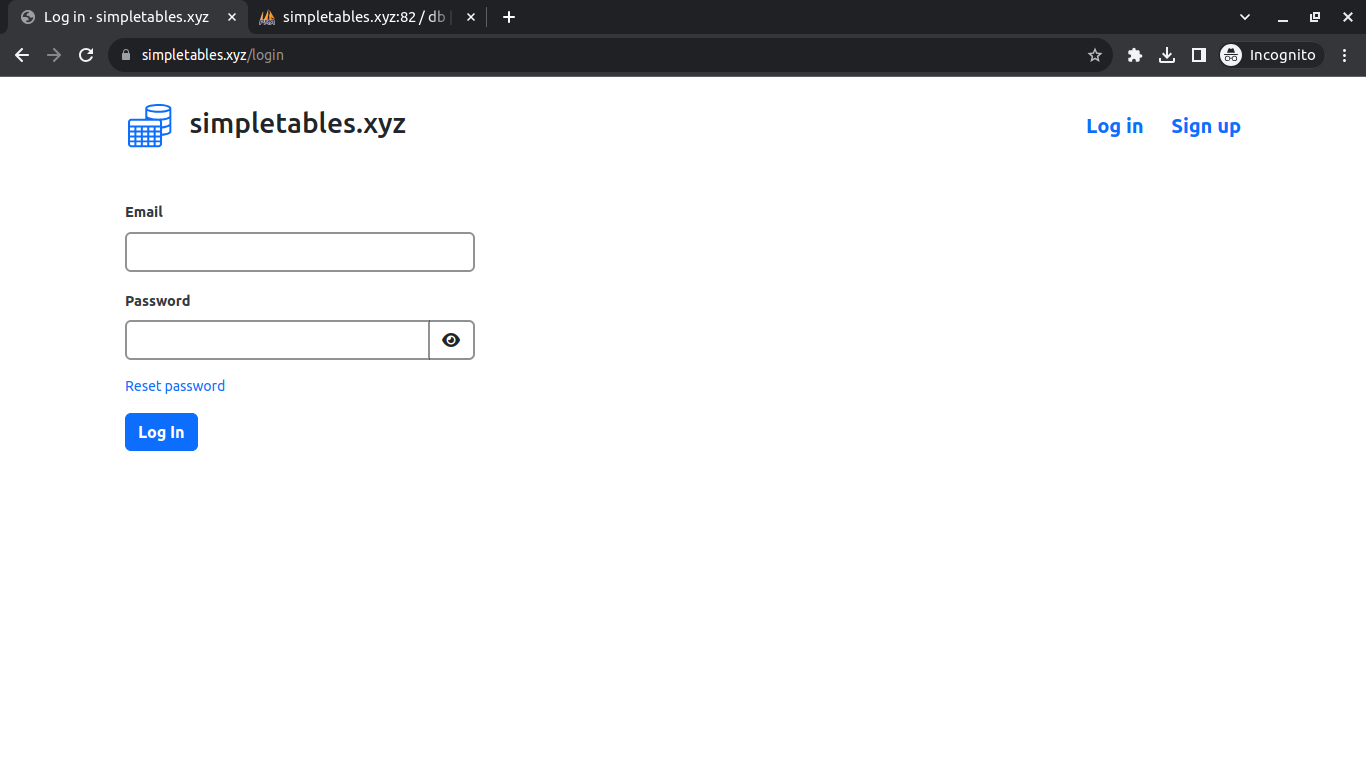 Log in · simpletables.xyz
simpletables.xyz:82 / db
simpletables.xyz/login
Incognito
simpletables.xyz
Log in
Sign up
Email
Password
Reset password
Log In